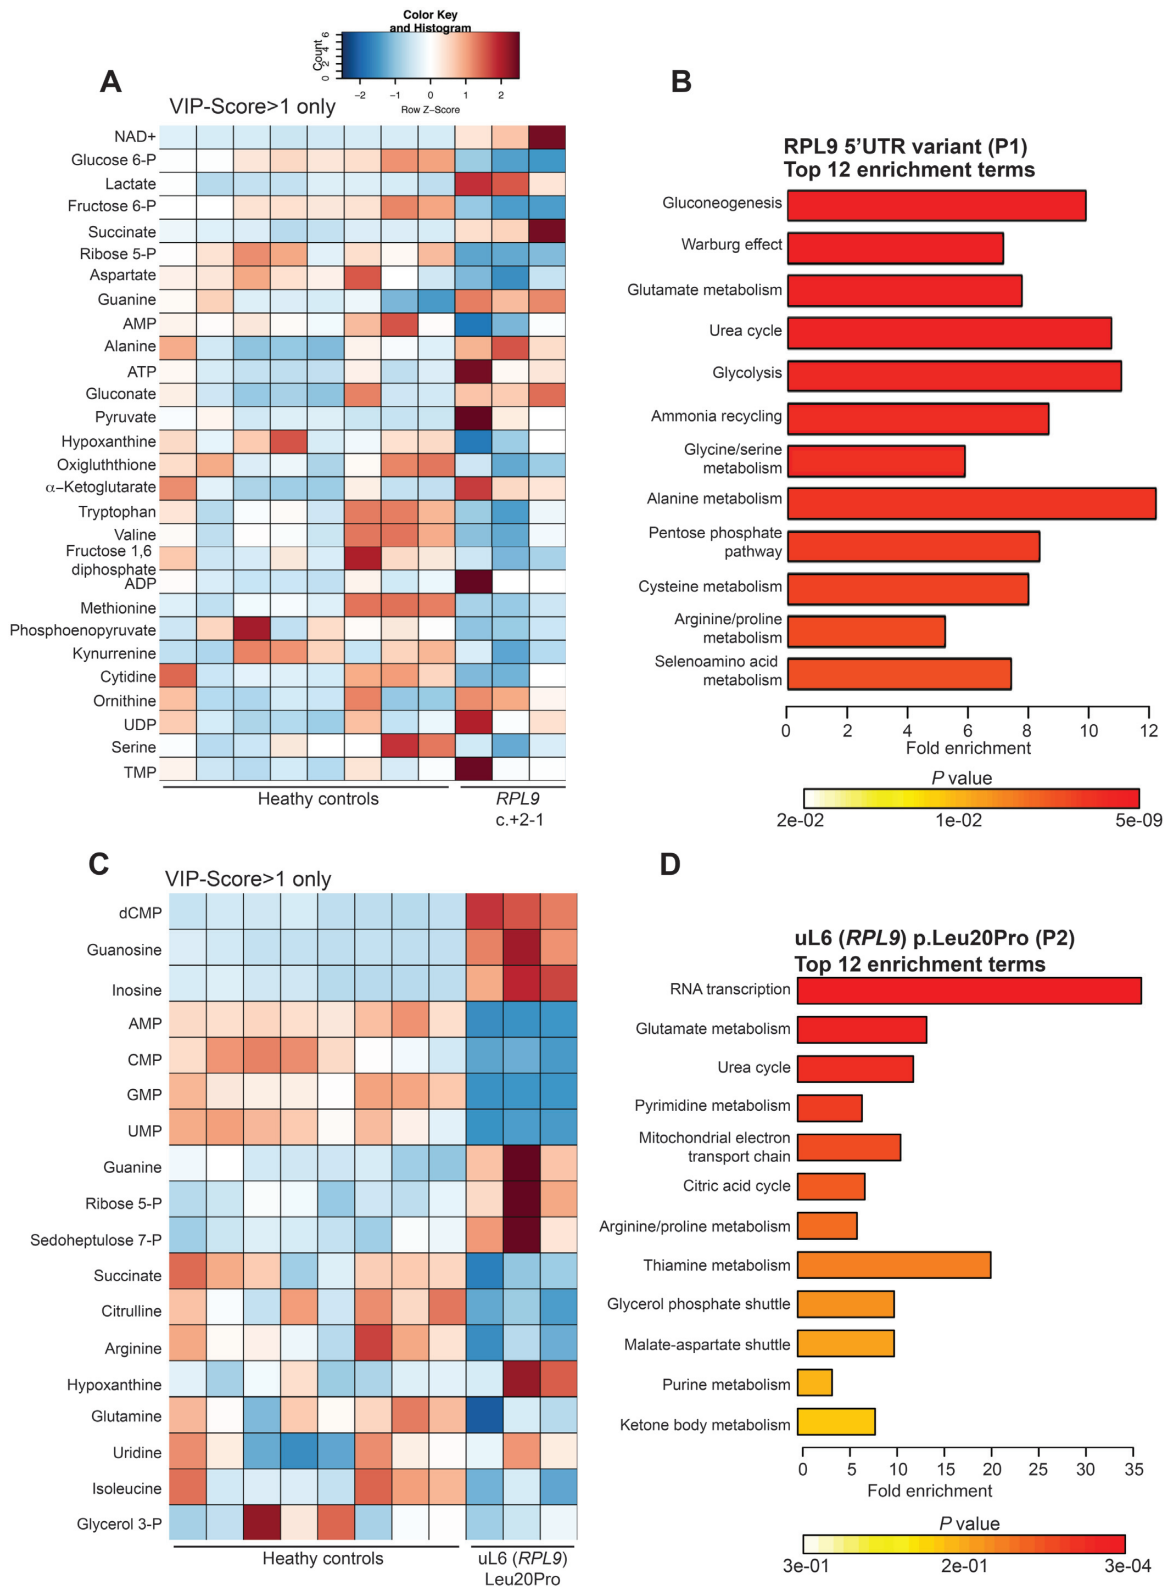 Color Key
and Histogram
Count
0 2 4 6
−2 −1 0 1 2
Row Z−Score
A
VIP-Score>1 only
NAD+
Glucose 6-P
Lactate
Fructose 6-P
Succinate
Ribose 5-P
Aspartate
Guanine
AMP
Alanine
ATP
Gluconate
Pyruvate
Hypoxanthine
Oxigluththione
α−Ketoglutarate
Tryptophan
Valine
Fructose 1,6
diphosphate
ADP
Methionine
Phosphoenopyruvate
Kynurrenine
Cytidine
Ornithine
UDP
Serine
TMP
Heathy controls
RPL9
c.+2-1
B
RPL9 5’UTR variant (P1)
Top 12 enrichment terms
Gluconeogenesis
Warburg effect
Glutamate metabolism
Urea cycle
Glycolysis
Ammonia recycling
Glycine/serine
metabolism
Alanine metabolism
Pentose phosphate
pathway
Cysteine metabolism
Arginine/proline
metabolism
Selenoamino acid
metabolism
0 2 4 6 8 10 12
Fold enrichment
P value
2e-02 1e-02 5e-09
C
VIP-Score>1 only
dCMP
Guanosine
Inosine
AMP
CMP
GMP
UMP
Guanine
Ribose 5-P
Sedoheptulose 7-P
Succinate
Citrulline
Arginine
Hypoxanthine
Glutamine
Uridine
Isoleucine
Glycerol 3-P
Heathy controls
uL6 (RPL9)
Leu20Pro
D
uL6 (RPL9) p.Leu20Pro (P2)
Top 12 enrichment terms
RNA transcription
Glutamate metabolism
Urea cycle
Pyrimidine metabolism
Mitochondrial electron
transport chain
Citric acid cycle
Arginine/proline metabolism
Thiamine metabolism
Glycerol phosphate shuttle
Malate-aspartate shuttle
Purine metabolism
Ketone body metabolism
0 5 10 15 20 25 30 35
Fold enrichment
P value
3e-01 2e-01 3e-04